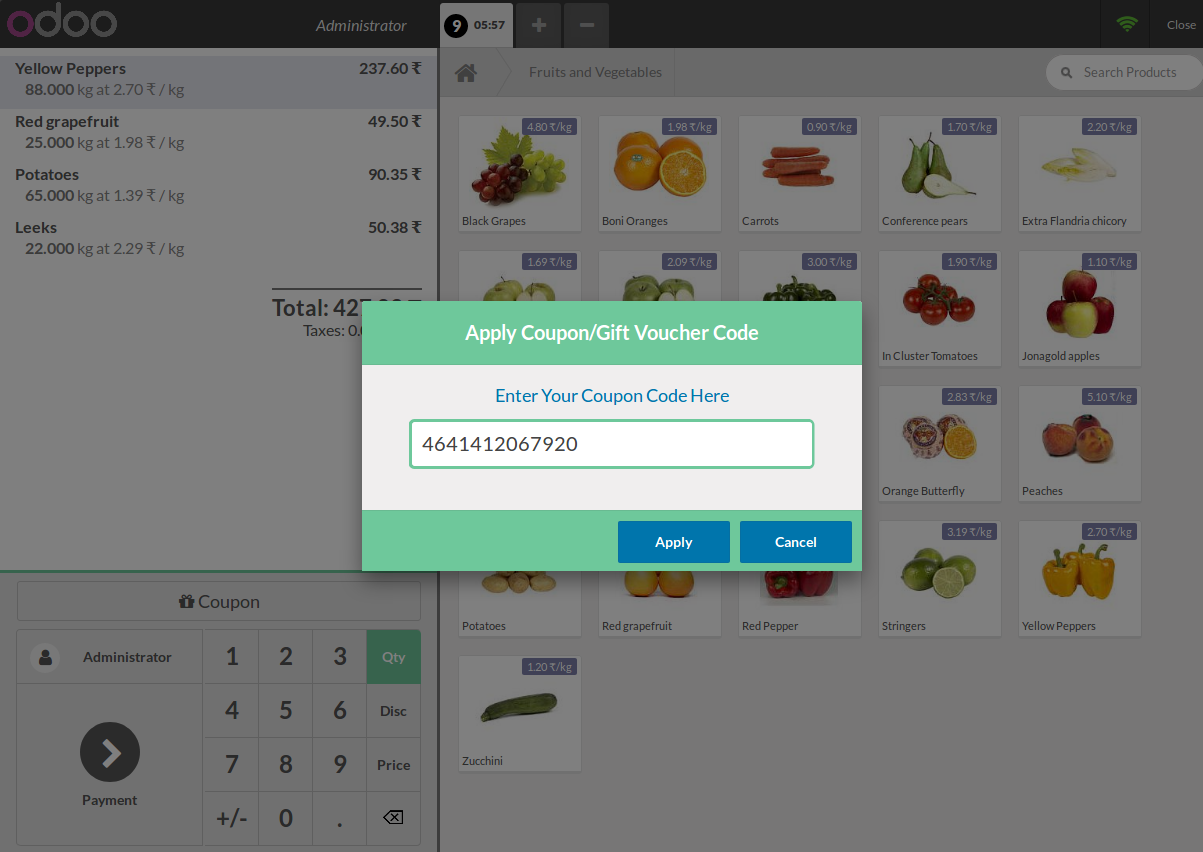 odoo
Administrator
9 05:57
+
−
Close
Yellow Peppers 237.60 ₹
88.000 kg at 2.70 ₹ / kg
Red grapefruit 49.50 ₹
25.000 kg at 1.98 ₹ / kg
Potatoes 90.35 ₹
65.000 kg at 1.39 ₹ / kg
Leeks 50.38 ₹
22.000 kg at 2.29 ₹ / kg
Total:
Taxes:
Fruits and Vegetables
Search Products
4.80 ₹/kg
Black Grapes
1.98 ₹/kg
Boni Oranges
0.90 ₹/kg
Carrots
1.70 ₹/kg
Conference pears
2.20 ₹/kg
Extra Flandria chicory
1.69 ₹/kg
2.09 ₹/kg
3.00 ₹/kg
1.90 ₹/kg
In Cluster Tomatoes
1.10 ₹/kg
Jonagold apples
Apply Coupon/Gift Voucher Code
Enter Your Coupon Code Here
4641412067920
Apply
Cancel
2.83 ₹/kg
Orange Butterfly
5.10 ₹/kg
Peaches
Potatoes
Red grapefruit
Red Pepper
3.19 ₹/kg
Stringers
2.70 ₹/kg
Yellow Peppers
1.20 ₹/kg
Zucchini
Coupon
Administrator
Payment
1 2 3 Qty
4 5 6 Disc
7 8 9 Price
+/- 0 .